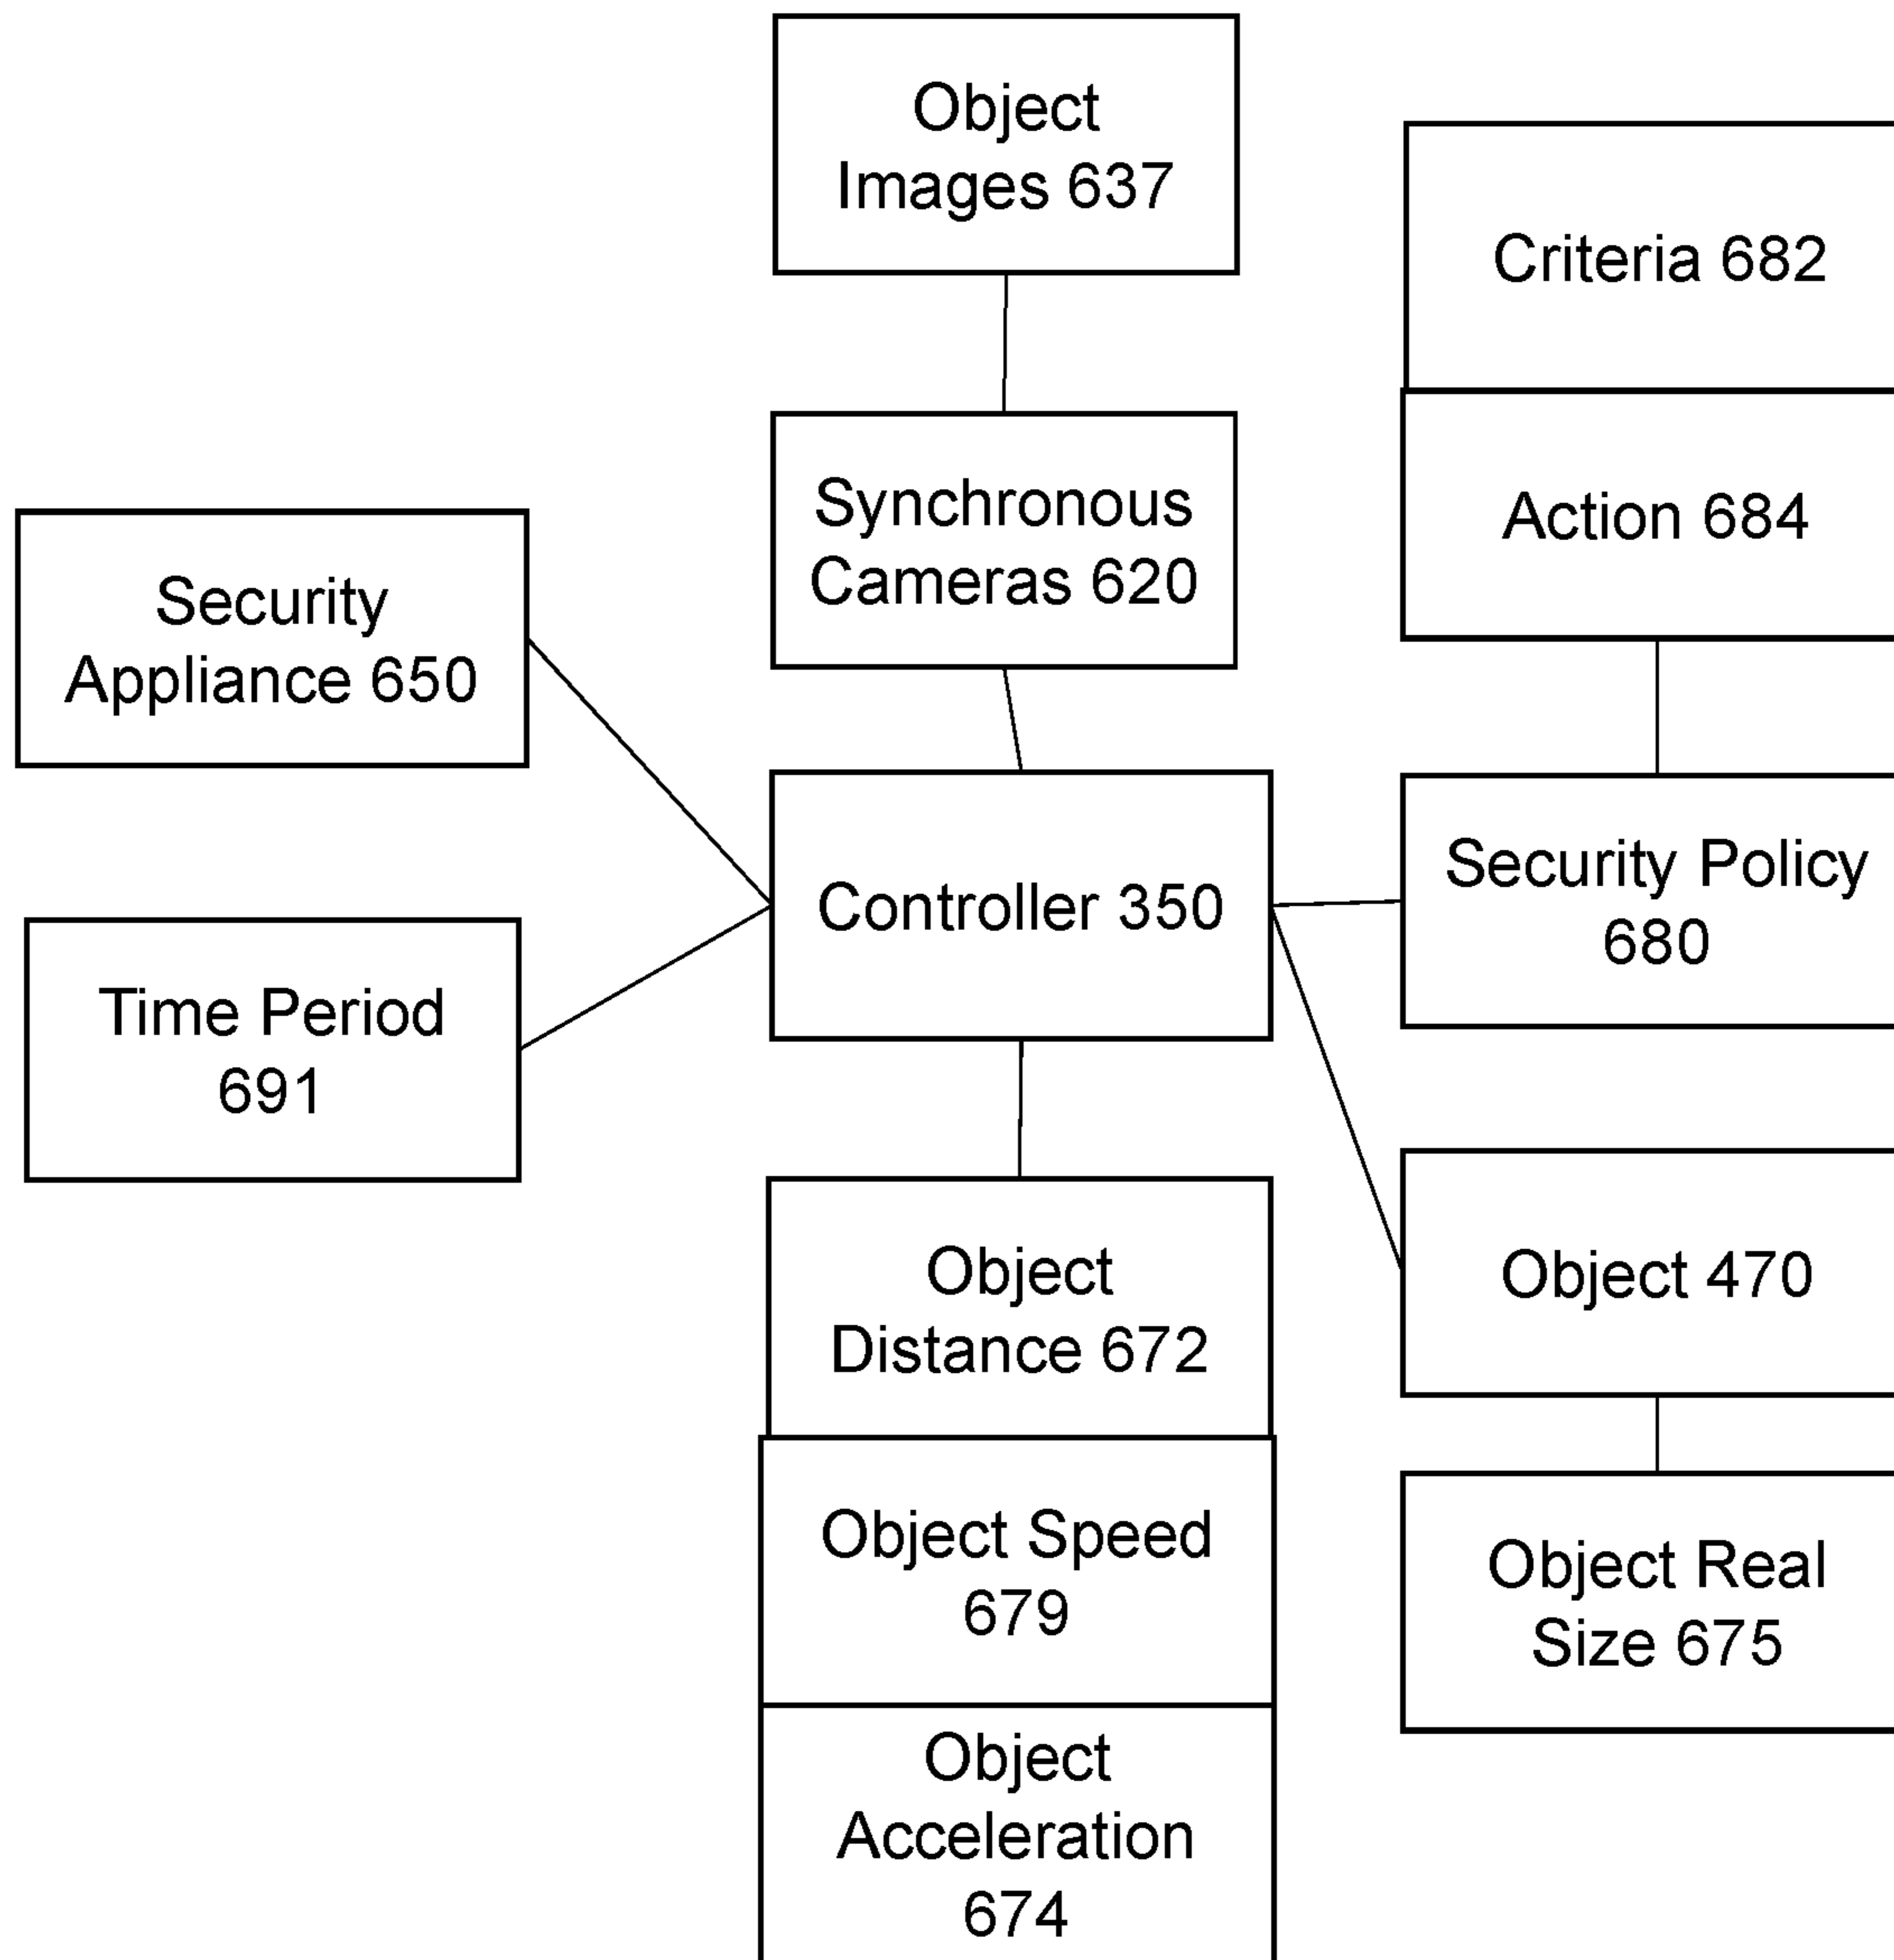 Object
Images 637
Criteria 682
Synchronous
Cameras 620
Action 684
Security
Appliance 650
Controller 350
Security Policy
680
Time Period
691
Object
Distance 672
Object 470
Object Speed
679
Object Real
Size 675
Object
Acceleration
674